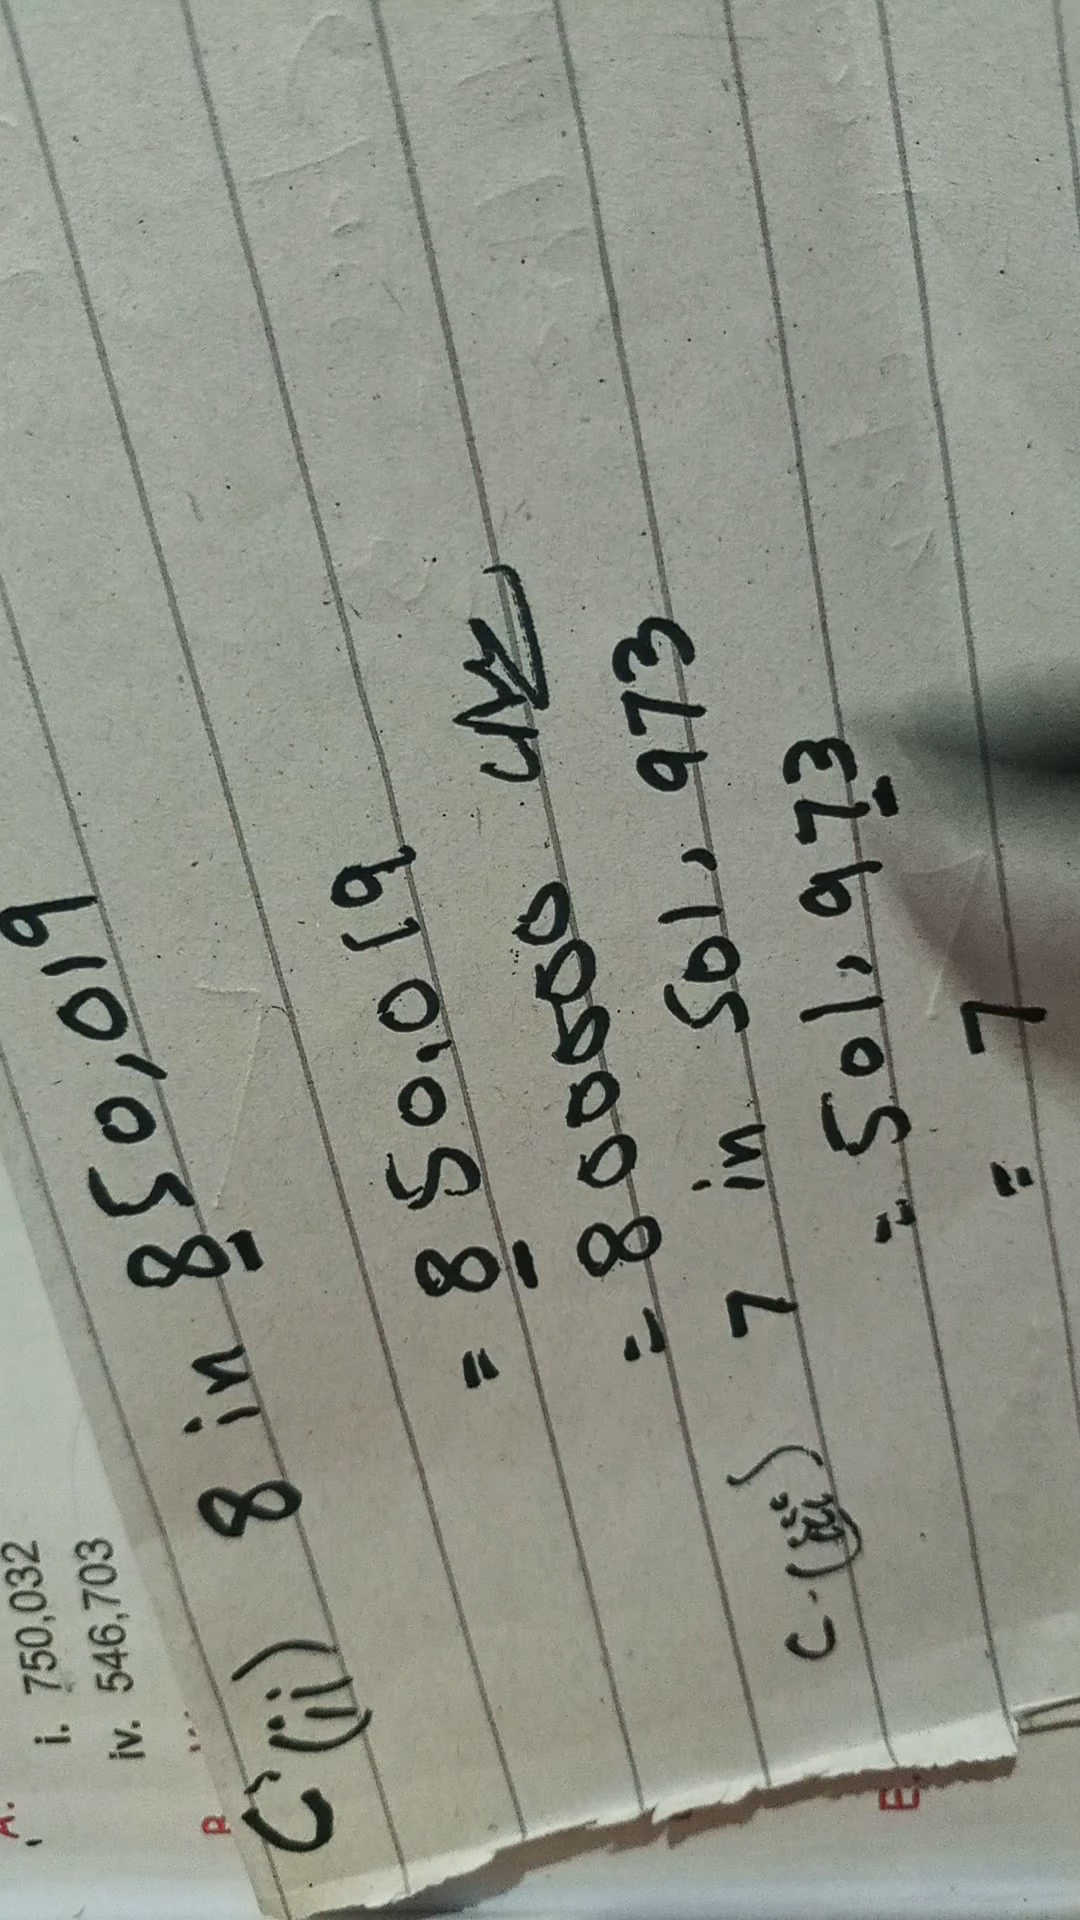 i. 750,032
iv. 546,703
C (ii) 8 in 850,019
= 850,019
= 800000
C. (iii) 7 in 501,973
= 501,973
= 7
E.